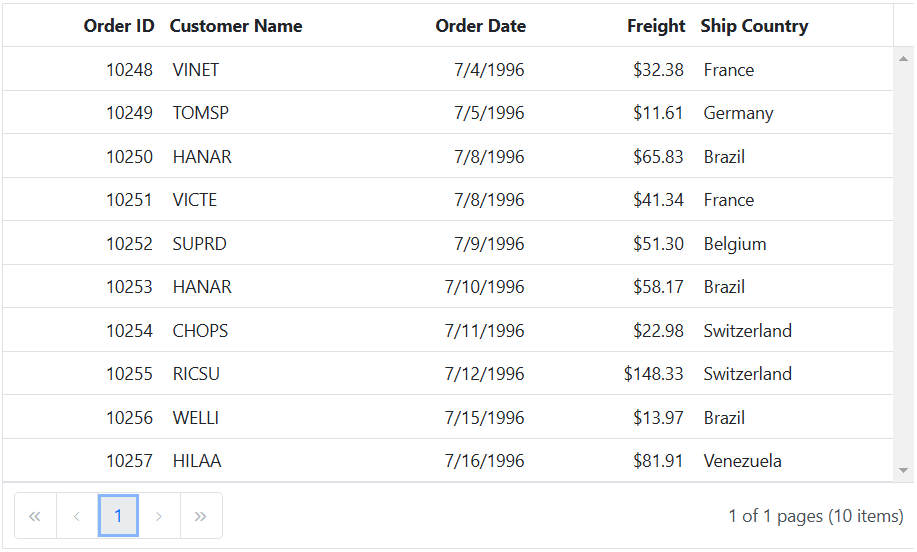 Order ID Customer Name Order Date Freight Ship Country
10248 VINET 7/4/1996 $32.38 France
10249 TOMSP 7/5/1996 $11.61 Germany
10250 HANAR 7/8/1996 $65.83 Brazil
10251 VICTE 7/8/1996 $41.34 France
10252 SUPRD 7/9/1996 $51.30 Belgium
10253 HANAR 7/10/1996 $58.17 Brazil
10254 CHOPS 7/11/1996 $22.98 Switzerland
10255 RICSU 7/12/1996 $148.33 Switzerland
10256 WELLI 7/15/1996 $13.97 Brazil
10257 HILAA 7/16/1996 $81.91 Venezuela
1 1 of 1 pages (10 items)